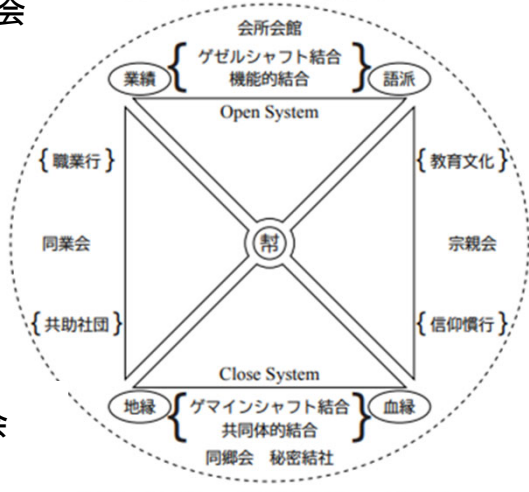 会
会所会館
ゲゼルシャフト結合
機能的結合
業績
語派
Open System
{職業行}
{教育文化}
同業会
幇
宗親会
{共助社団}
{信仰慣行}
Close System
地縁
ゲマインシャフト結合
血縁
共同体的結合
会
同郷会 秘密結社